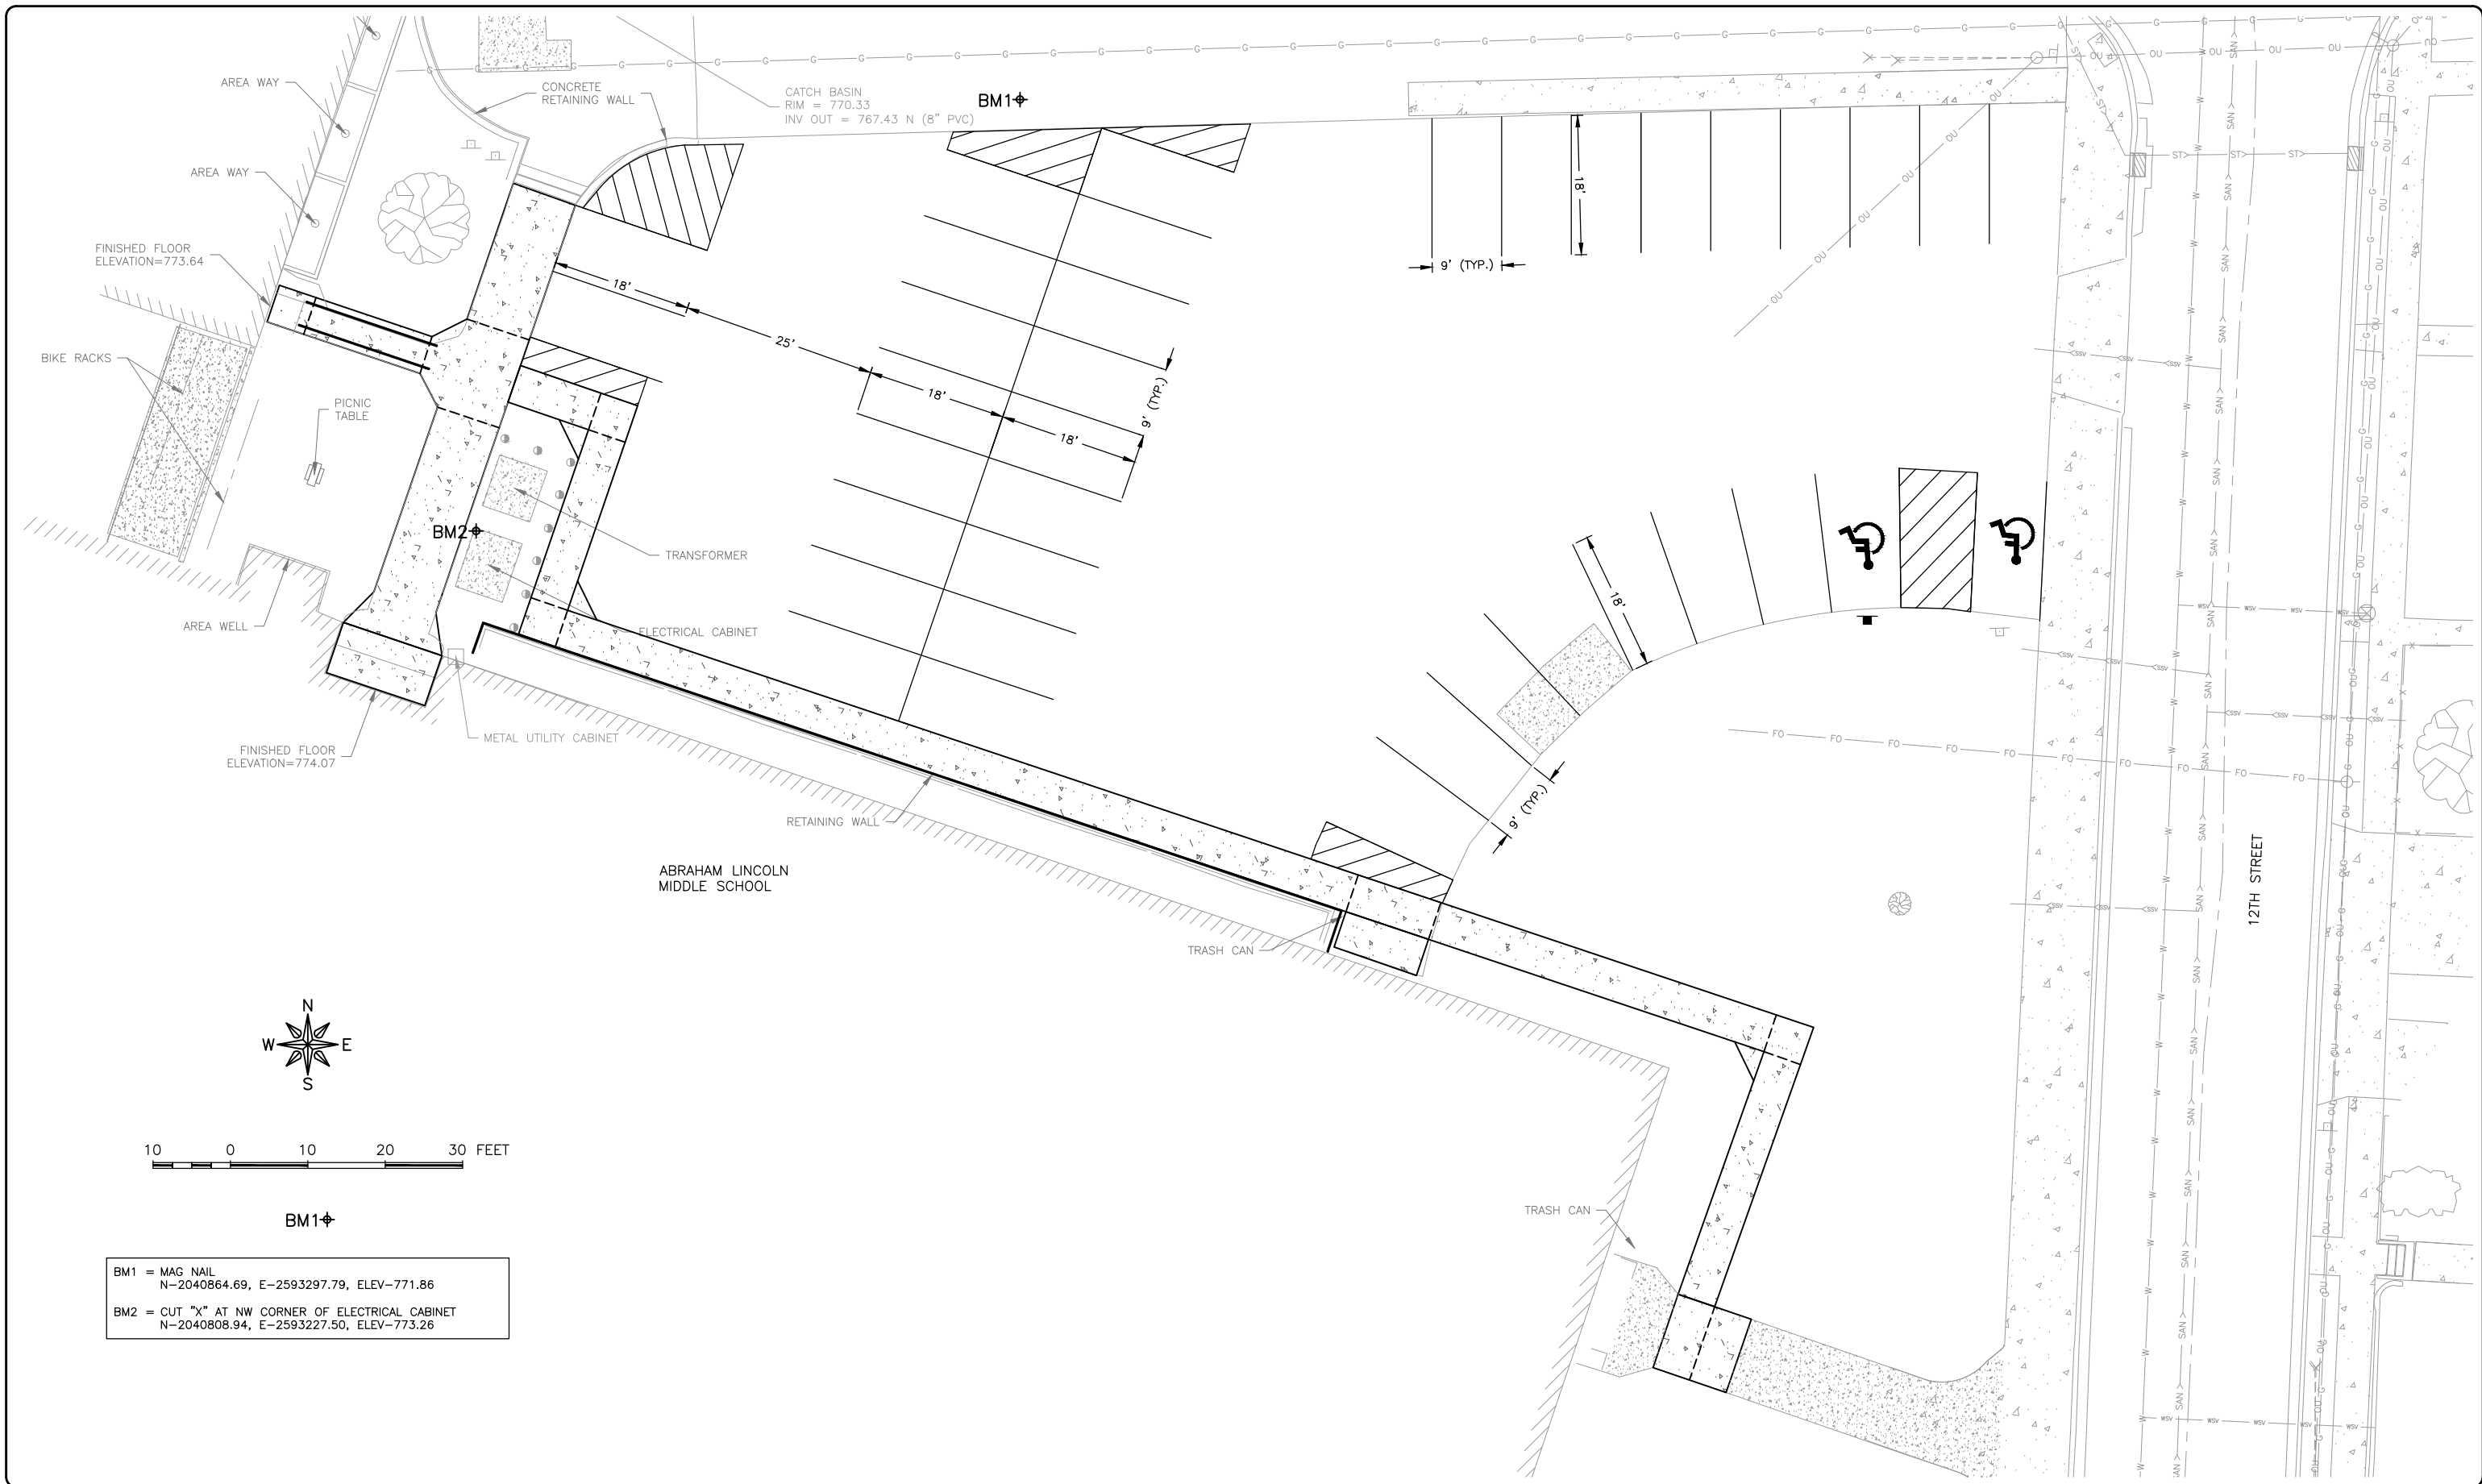 AREA WAY
CONCRETE
RETAINING WALL
CATCH BASIN
RIM = 770.33
INV OUT = 767.43 N (8" PVC)
BM1
AREA WAY
FINISHED FLOOR
ELEVATION=773.64
18'
25'
18'
18'
9' (TYP.)
18'
9' (TYP.)
BIKE RACKS
PICNIC
TABLE
BM2
TRANSFORMER
AREA WELL
ELECTRICAL CABINET
18'
METAL UTILITY CABINET
FINISHED FLOOR
ELEVATION=774.07
RETAINING WALL
9' (TYP.)
ABRAHAM LINCOLN
MIDDLE SCHOOL
TRASH CAN
12TH STREET
N
W E
S
10 0 10 20 30 FEET
BM1
TRASH CAN
BM1 = MAG NAIL
N-2040864.69, E-2593297.79, ELEV-771.86
BM2 = CUT "X" AT NW CORNER OF ELECTRICAL CABINET
N-2040808.94, E-2593227.50, ELEV-773.26